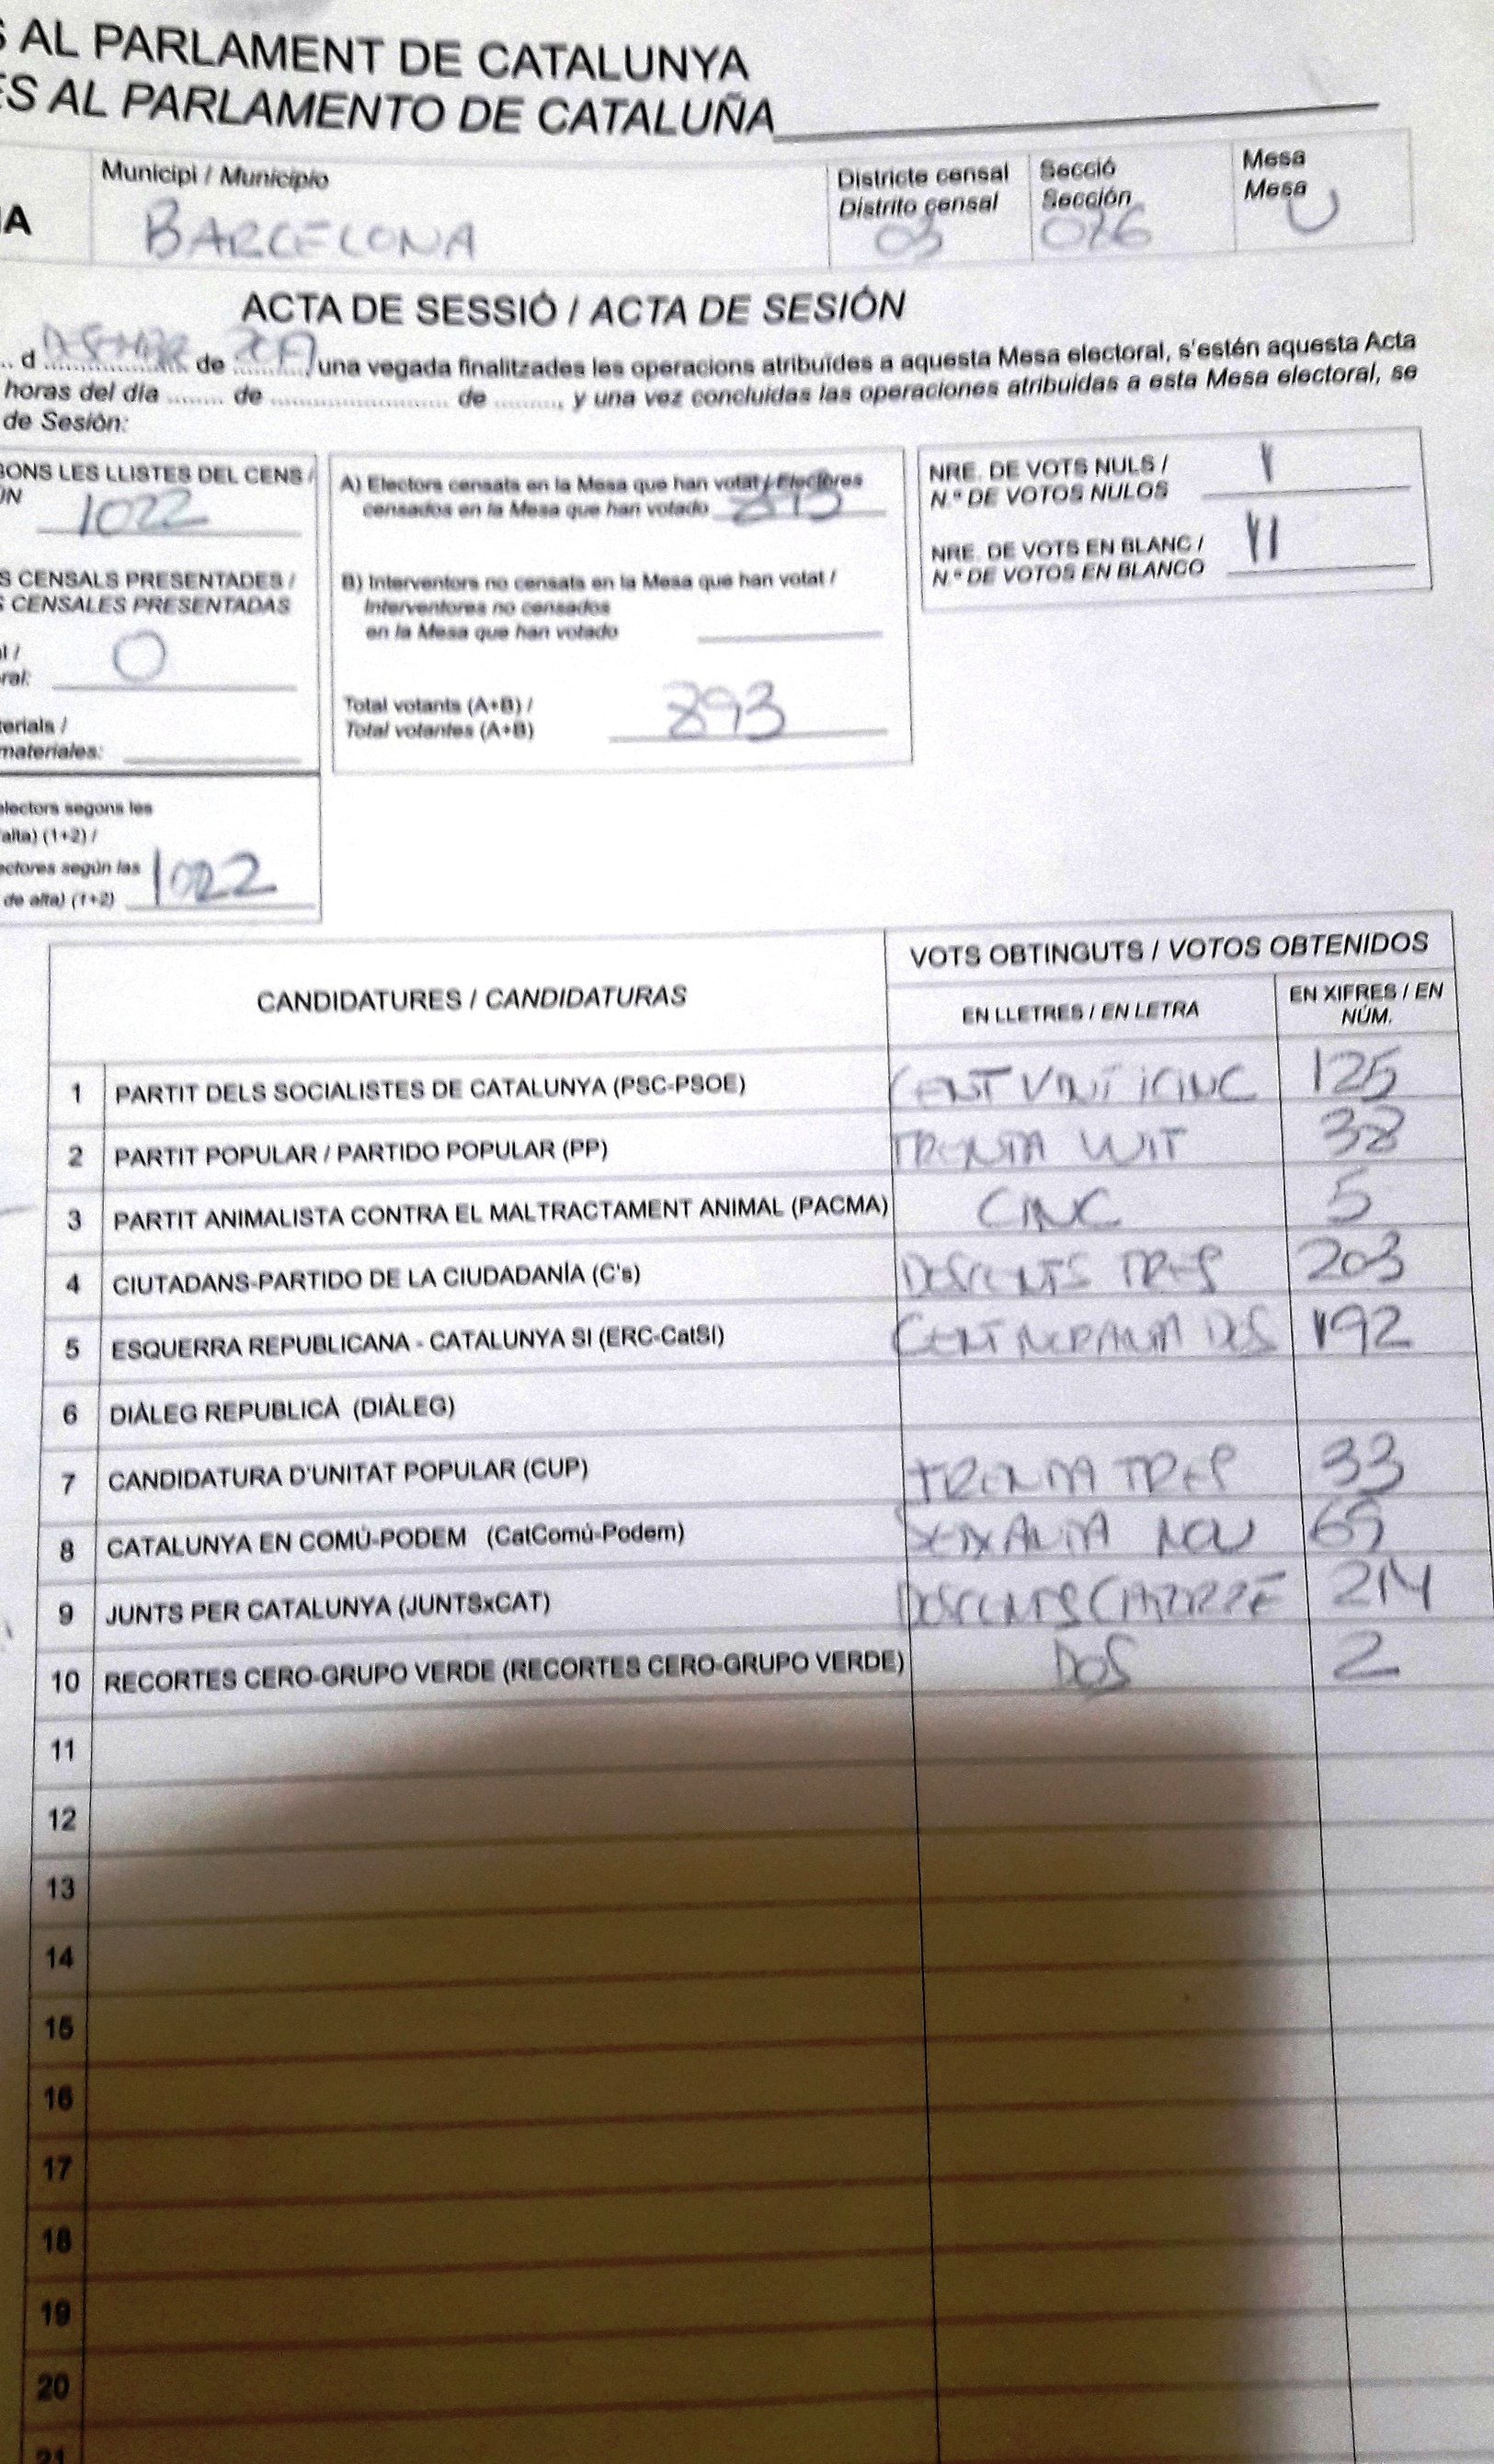 S AL PARLAMENT DE CATALUNYA
ES AL PARLAMENTO DE CATALUÑA
Municipi / Municipio
BARCELONA
Districte censal
Distrito censal
03
Secció
Sección
Mesa
Mesa
U
ACTA DE SESSIÓ / ACTA DE SESIÓN
d de 2017 una vegada finalitzades les operacions atribuïdes a aquesta Mesa electoral, s'estén aquesta Acta
horas del día ........ de ........................ de ........., y una vez concluidas las operaciones atribuidas a esta Mesa electoral, se
de Sesión:
GONS LES LLISTES DEL CENS /
ÚN
1022
S CENSALS PRESENTADES /
S CENSALES PRESENTADAS
al /
oral:
0
terials /
materiales:
electors segons les
alta) (1+2) /
ectores según las
de alta) (1+2)
1022
A) Electors censats en la Mesa que han votat / Electores
censados en la Mesa que han votado 893
B) Interventors no censats en la Mesa que han votat /
Interventores no censados
en la Mesa que han votado
Total votants (A+B) /
Total votantes (A+B)
893
NRE. DE VOTS NULS /
N.º DE VOTOS NULOS
1
NRE. DE VOTS EN BLANC /
N.º DE VOTOS EN BLANCO
11
CANDIDATURES / CANDIDATURAS
VOTS OBTINGUTS / VOTOS OBTENIDOS
EN LLETRES / EN LETRA
EN XIFRES / EN
NÚM.
1 PARTIT DELS SOCIALISTES DE CATALUNYA (PSC-PSOE) CENT VINT I CINC 125
2 PARTIT POPULAR / PARTIDO POPULAR (PP) TRENTA VUIT 38
3 PARTIT ANIMALISTA CONTRA EL MALTRACTAMENT ANIMAL (PACMA) CINC 5
4 CIUTADANS-PARTIDO DE LA CIUDADANÍA (C's) DOSCENTS TRES 203
5 ESQUERRA REPUBLICANA - CATALUNYA SI (ERC-CatSI) CENT NORANTA DOS 192
6 DIÀLEG REPUBLICÀ (DIÀLEG)
7 CANDIDATURA D'UNITAT POPULAR (CUP) TRENTA TRES 33
8 CATALUNYA EN COMÚ-PODEM (CatComú-Podem) SEIXANTA NOU 69
9 JUNTS PER CATALUNYA (JUNTSxCAT) DOSCENTS CATORZE 214
10 RECORTES CERO-GRUPO VERDE (RECORTES CERO-GRUPO VERDE) DOS 2
11
12
13
14
15
16
17
18
19
20
21